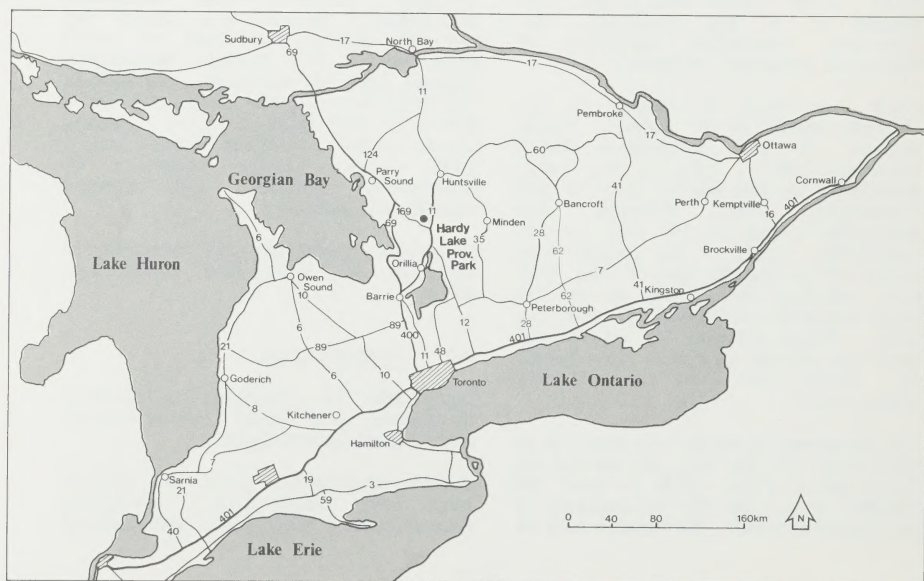 Sudbury
North Bay
17
69
17
11
Pembroke
17
Ottawa
124
60
Parry
Sound
Georgian Bay
Huntsville
41
Cornwall
169
11
Bancroft
Perth
Kemptville
401
69
Minden
16
Hardy
Lake
Prov.
Park
35
28
6
62
Brockville
Lake Huron
Orillia
7
Owen
Sound
10
Barrie
41
Kingston
Peterborough
62
6
89
400
12
28
401
21
89
11
48
Goderich
6
10
Toronto
Lake Ontario
8
Kitchener
Hamilton
7
Sarnia
21
19
3
59
401
40
0 40 80 160km
N
Lake Erie